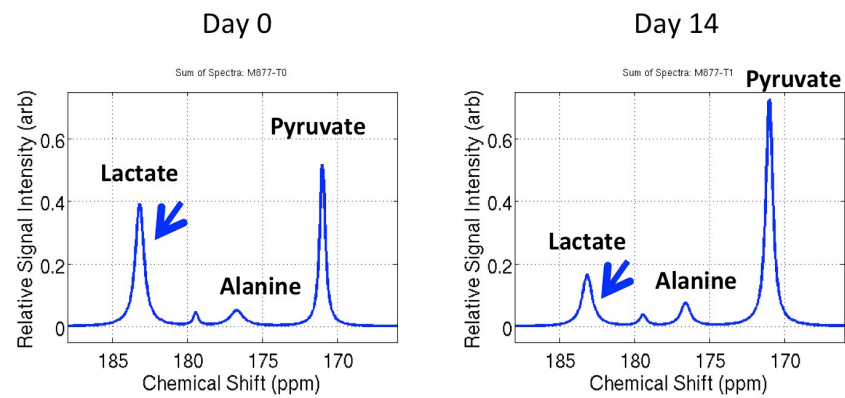 Day 0
Sum of Spectra: M877-T0
Relative Signal Intensity (arb)
0.6
0.4
0.2
0
Lactate
Alanine
Pyruvate
185
180
175
170
Chemical Shift (ppm)
Day 14
Sum of Spectra: M877-T1
Relative Signal Intensity (arb)
0.6
0.4
0.2
0
Lactate
Alanine
Pyruvate
185
180
175
170
Chemical Shift (ppm)